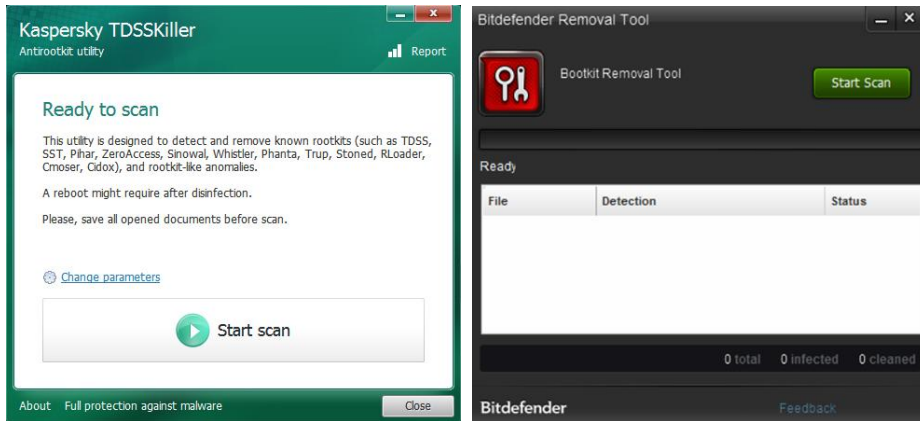 Kaspersky TDSSKiller
Antirootkit utility
Report
Ready to scan
This utility is designed to detect and remove known rootkits (such as TDSS,
SST, Pihar, ZeroAccess, Sinowal, Whistler, Phanta, Trup, Stoned, RLoader,
Cmoser, Cidox), and rootkit-like anomalies.
A reboot might require after disinfection.
Please, save all opened documents before scan.
Change parameters
Start scan
About Full protection against malware Close
Bitdefender Removal Tool
Bootkit Removal Tool
Start Scan
Ready
File Detection Status
0 total 0 infected 0 cleaned
Bitdefender Feedback